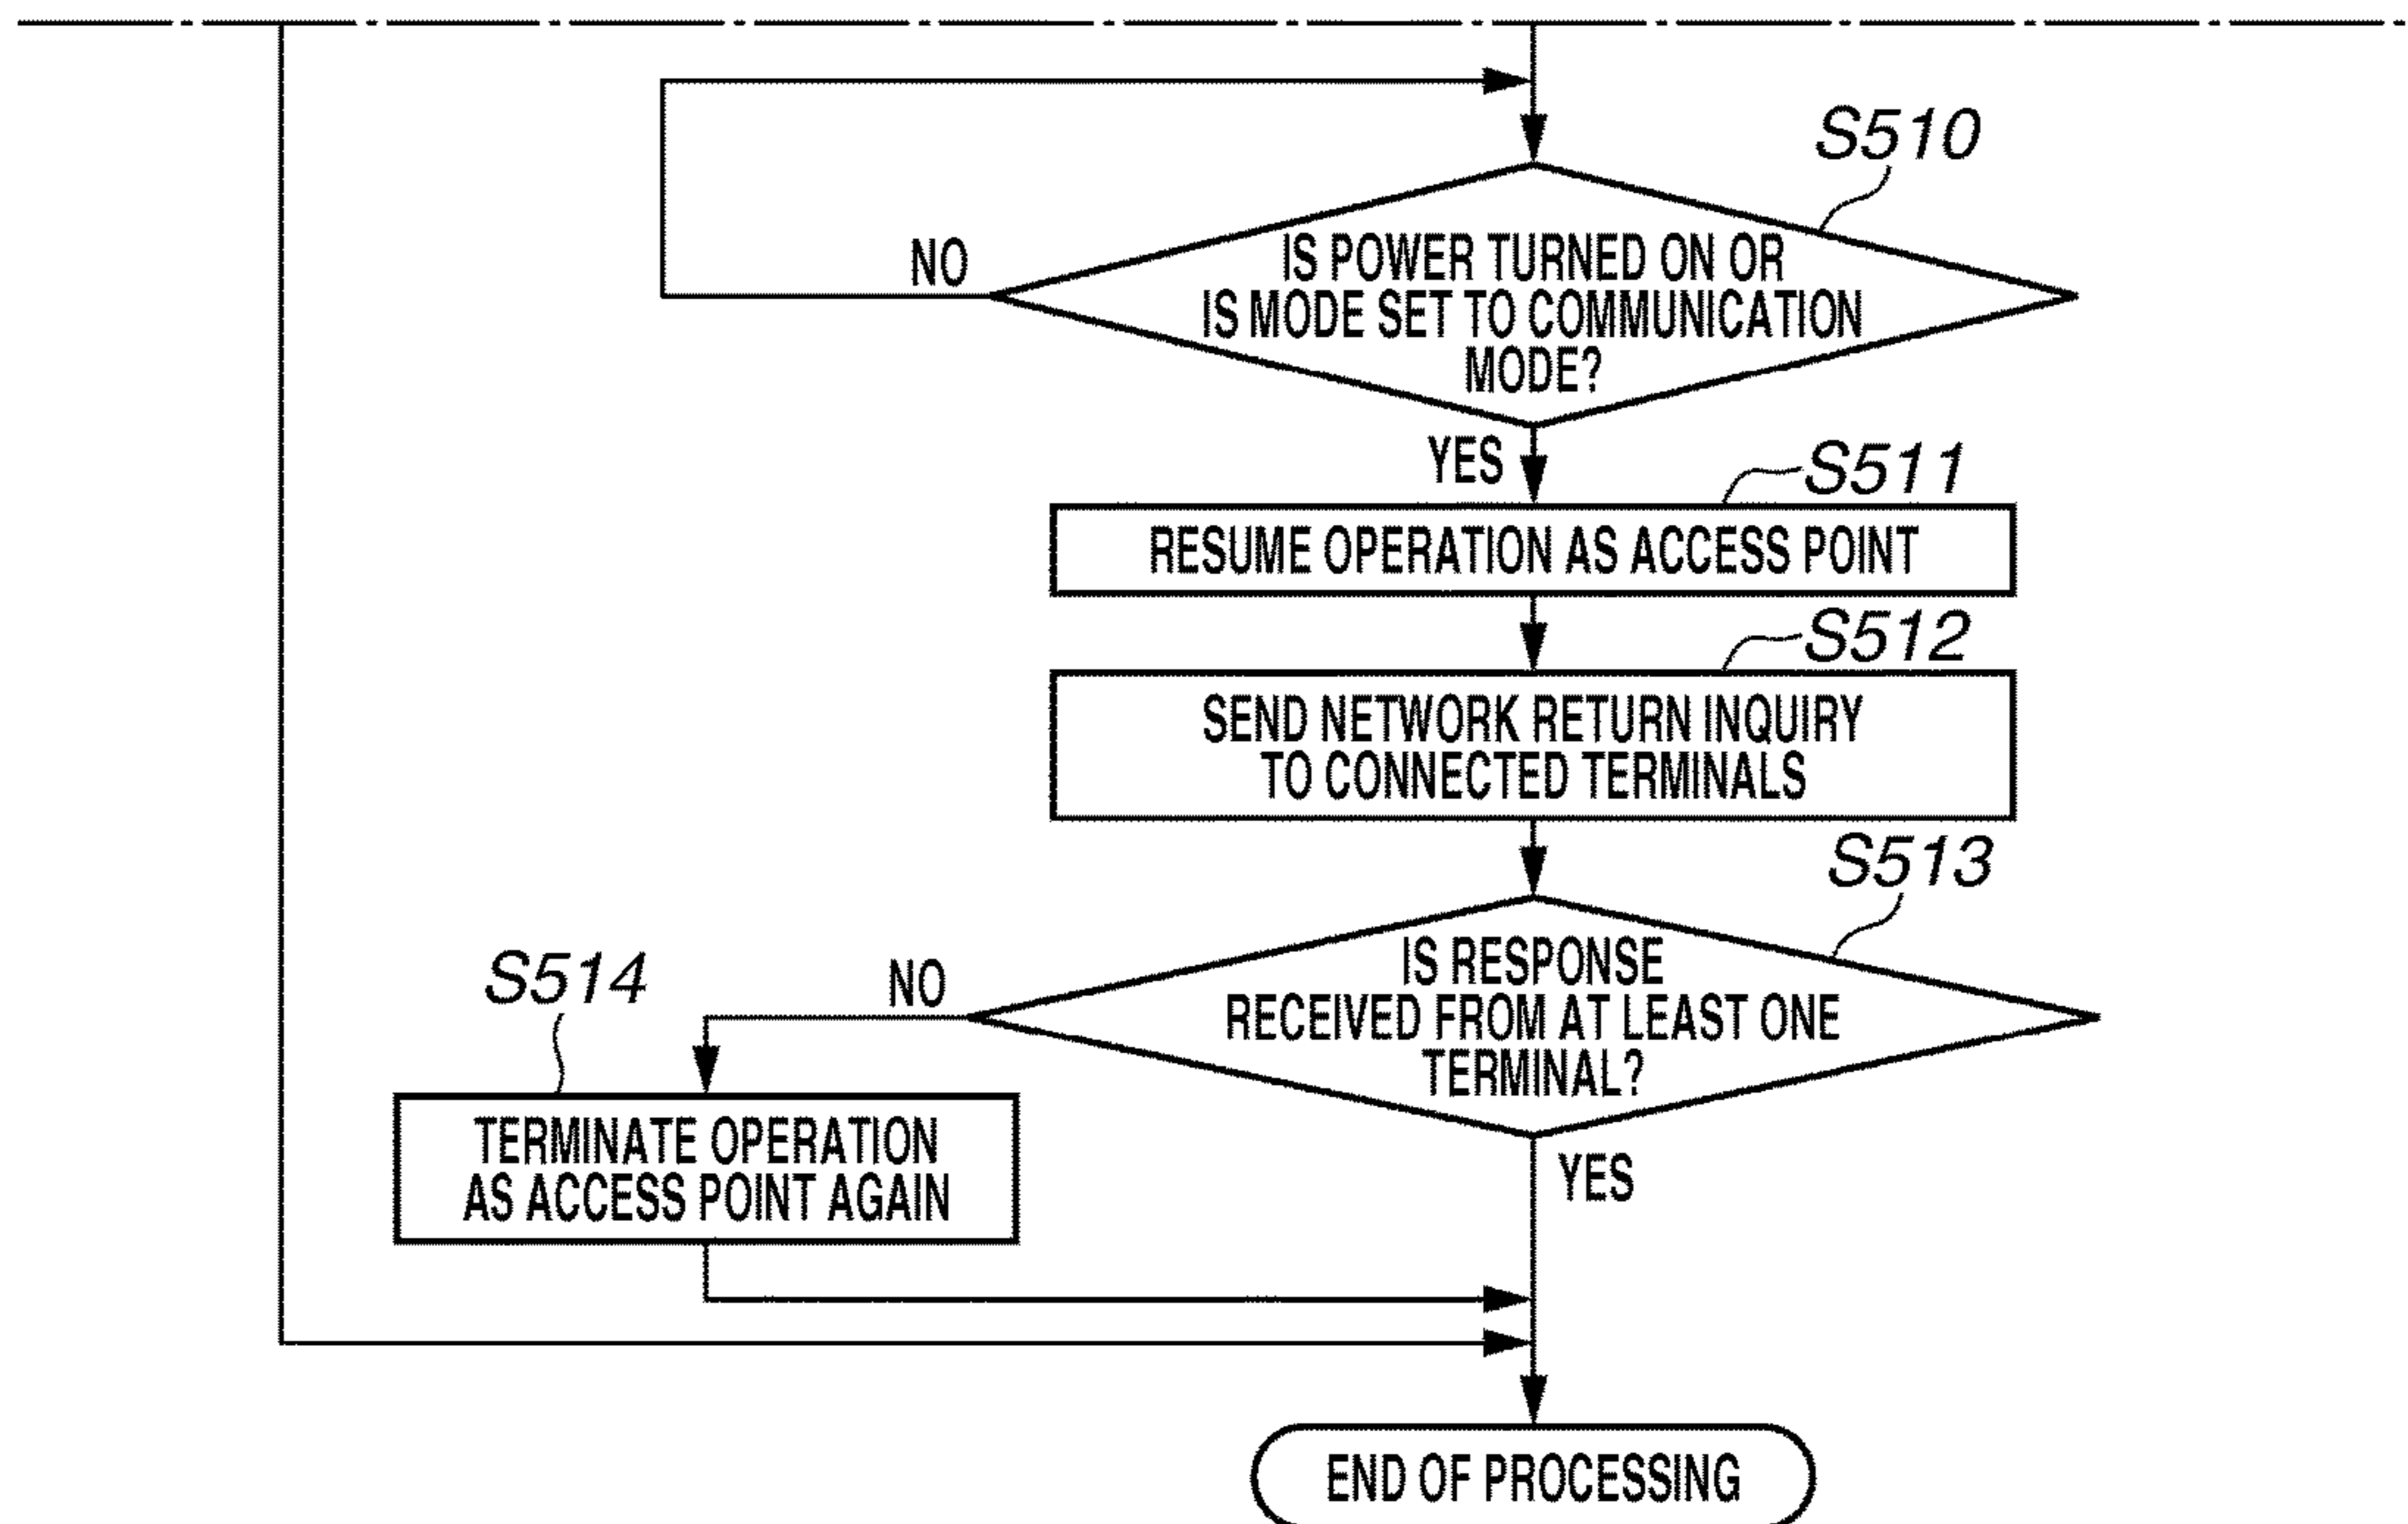 S510
IS POWER TURNED ON OR
IS MODE SET TO COMMUNICATION
MODE?
NO
YES
S511
RESUME OPERATION AS ACCESS POINT
S512
SEND NETWORK RETURN INQUIRY
TO CONNECTED TERMINALS
S513
IS RESPONSE
RECEIVED FROM AT LEAST ONE
TERMINAL?
NO
S514
TERMINATE OPERATION
AS ACCESS POINT AGAIN
YES
END OF PROCESSING